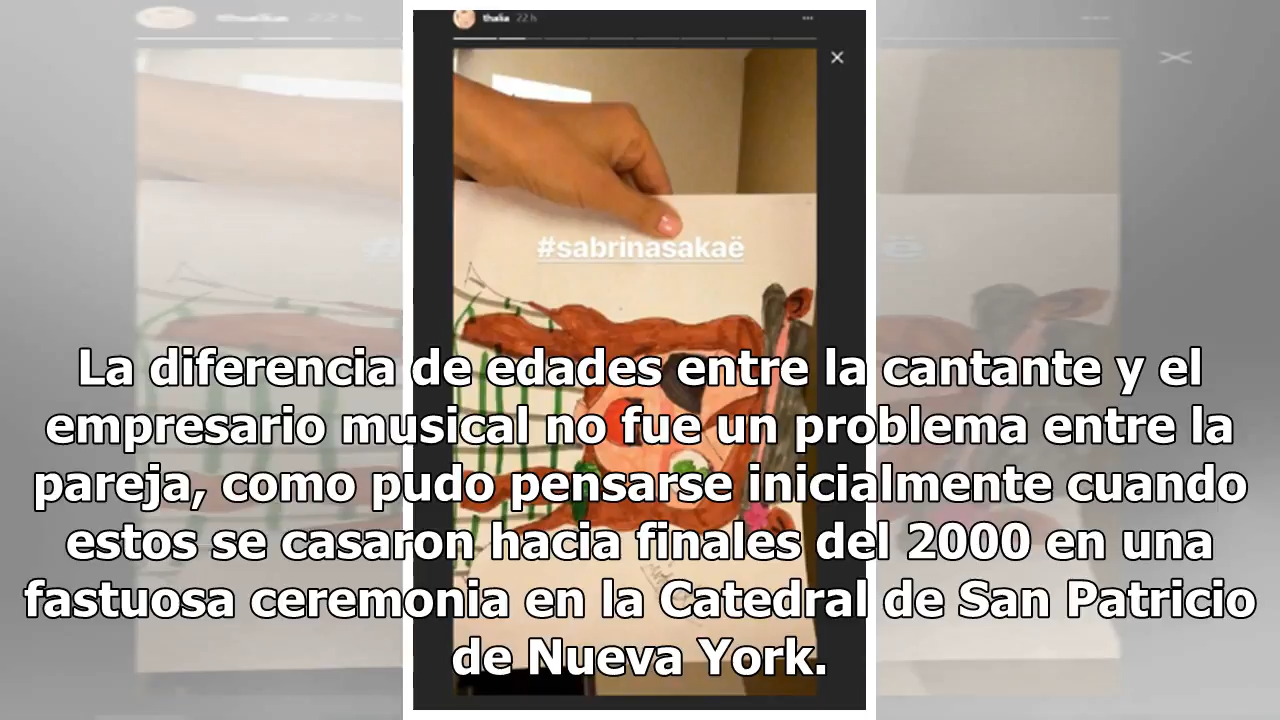 thalia 22 h
#sabrinasakaë
La diferencia de edades entre la cantante y el
empresario musical no fue un problema entre la
pareja, como pudo pensarse inicialmente cuando
estos se casaron hacia finales del 2000 en una
fastuosa ceremonia en la Catedral de San Patricio
de Nueva York.